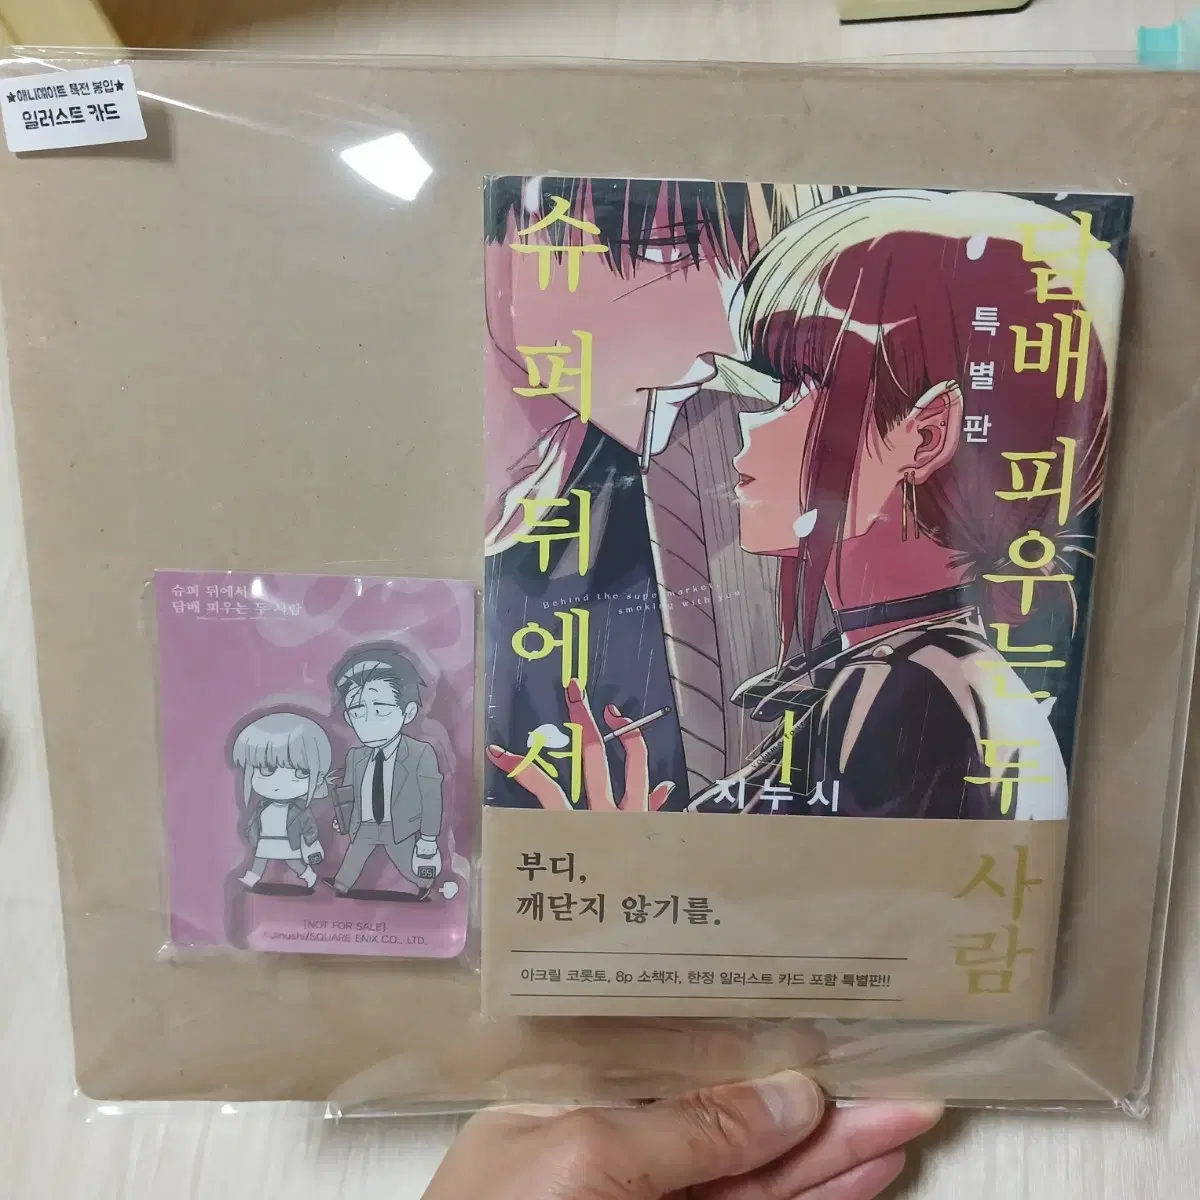 ★애니메이트 특전 봉입★
일러스트 카드
슈퍼 뒤에서
담배 피우는 두 사람
특별판
Behind the supermarket,
smoking with you
1
지누시
부디,
깨닫지 않기를.
아크릴 코롯토, 8p 소책자, 한정 일러스트 카드 포함 특별판!!
슈퍼 뒤에서
담배 피우는 두 사람
[NOT FOR SALE]
©Jinushi/SQUARE ENIX CO., LTD.